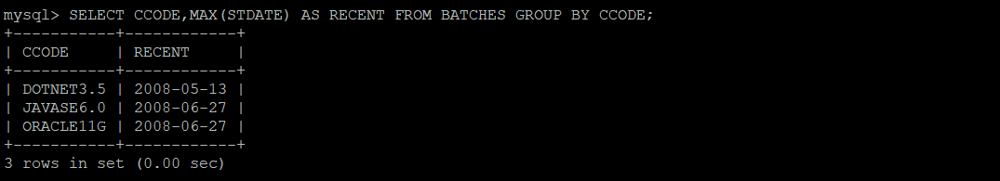 mysql> SELECT CCODE,MAX(STDATE) AS RECENT FROM BATCHES GROUP BY CCODE;
+-----------+------------+
| CCODE     | RECENT     |
+-----------+------------+
| DOTNET3.5 | 2008-05-13 |
| JAVASE6.0 | 2008-06-27 |
| ORACLE11G | 2008-06-27 |
+-----------+------------+
3 rows in set (0.00 sec)